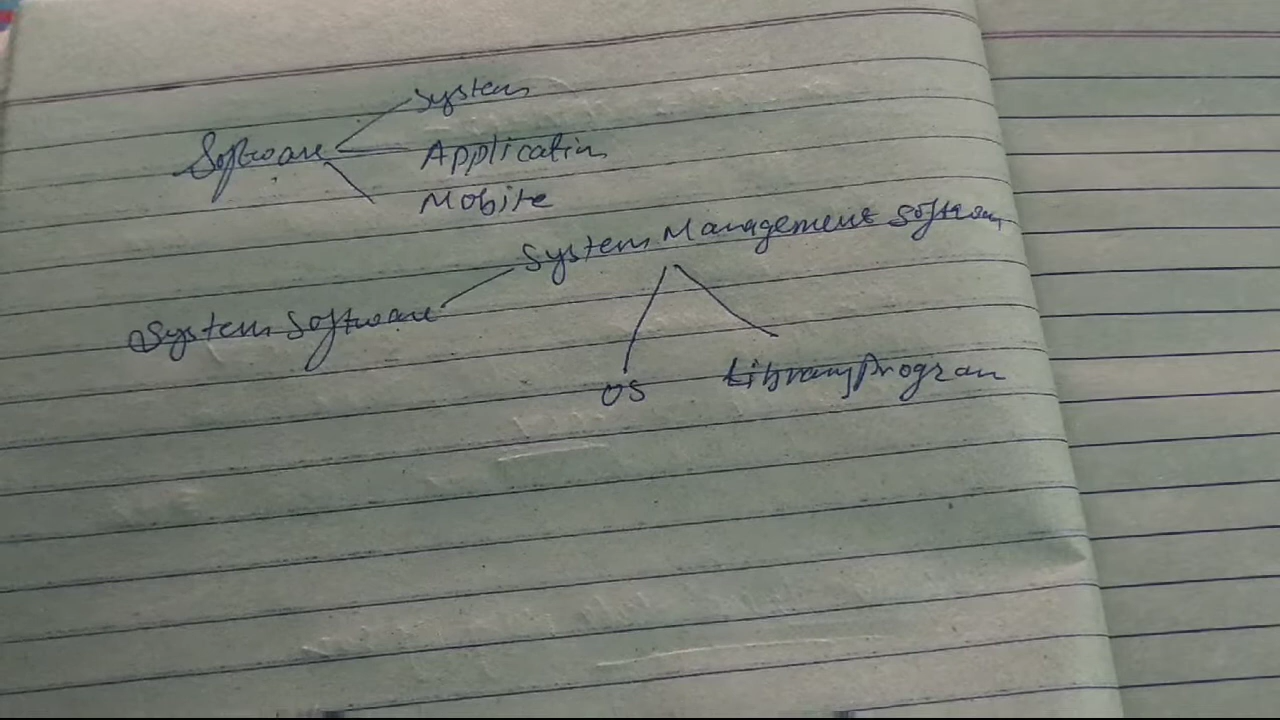 System
Software
Application
Mobile
System Management Software
System Software
OS
Library Program